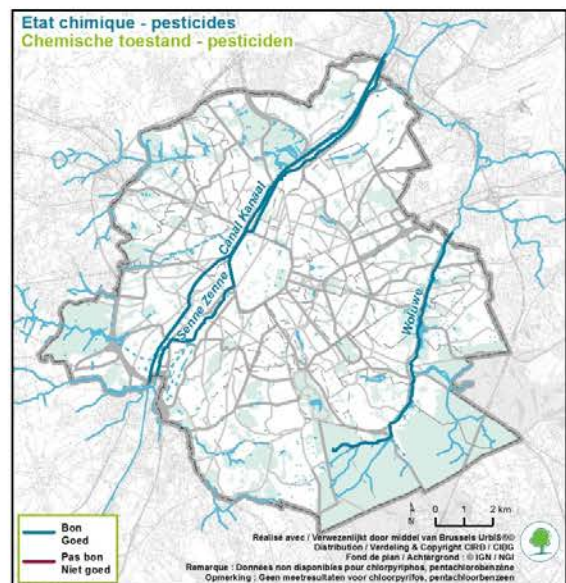 Etat chimique - pesticides
Chemische toestand - pesticiden
Canal Kanaal
Senne Zenne
Woluwe
N
0 1 2 km
Bon
Goed
Pas bon
Niet goed
Réalisé avec / Verwezenlijkt door middel van Brussels UrbIS®©
Distribution / Verdeling & Copyright CIRB / CIBG
Fond de plan / Achtergrond : © IGN / NGI
Remarque : Données non disponibles pour chlorpyriphos, pentachlorobenzène
Opmerking : Geen meetresultaten voor chloorpyrifos, pentachloorbenzeen